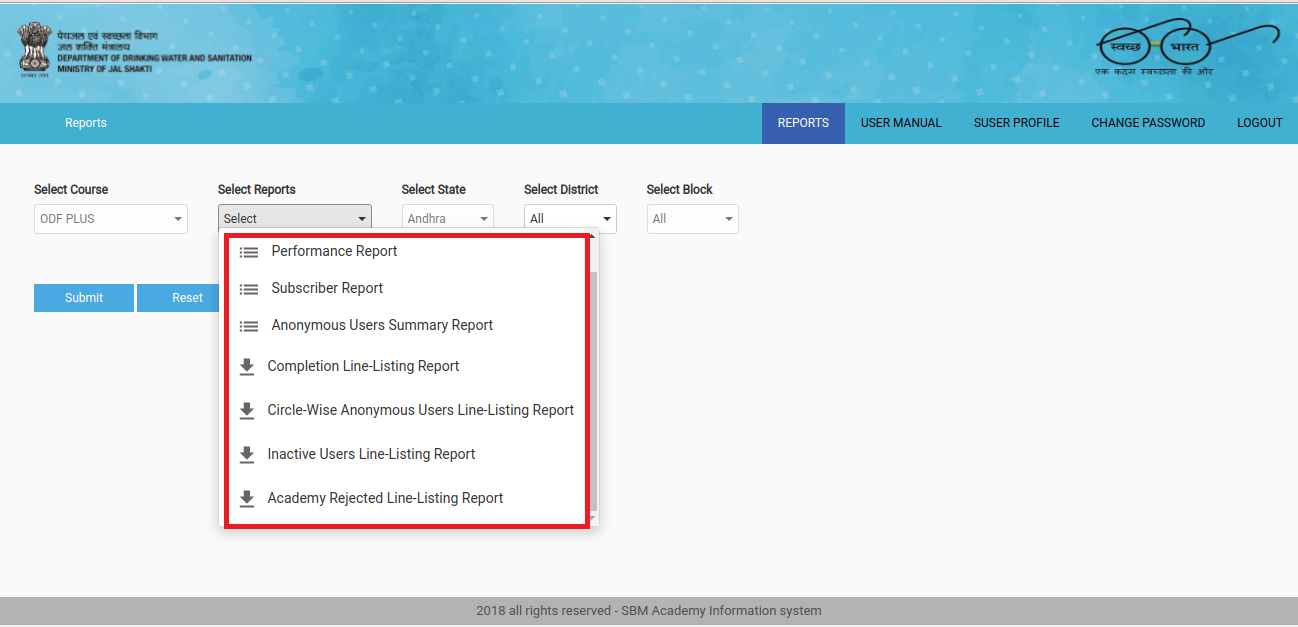 पेयजल एवं स्वच्छता विभाग
जल शक्ति मंत्रालय
DEPARTMENT OF DRINKING WATER AND SANITATION
MINISTRY OF JAL SHAKTI
स्वच्छ भारत
एक कदम स्वच्छता की ओर
Reports
REPORTS USER MANUAL SUSER PROFILE CHANGE PASSWORD LOGOUT
Select Course Select Reports Select State Select District Select Block
ODF PLUS Select Andhra All All
Performance Report
Subscriber Report
Anonymous Users Summary Report
Completion Line-Listing Report
Circle-Wise Anonymous Users Line-Listing Report
Inactive Users Line-Listing Report
Academy Rejected Line-Listing Report
Submit Reset
2018 all rights reserved - SBM Academy Information system